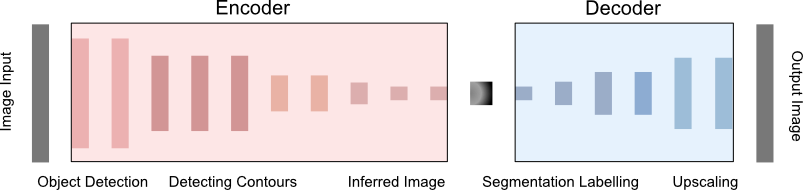 Encoder
Decoder
Image Input
Output Image
Object Detection
Detecting Contours
Inferred Image
Segmentation Labelling
Upscaling